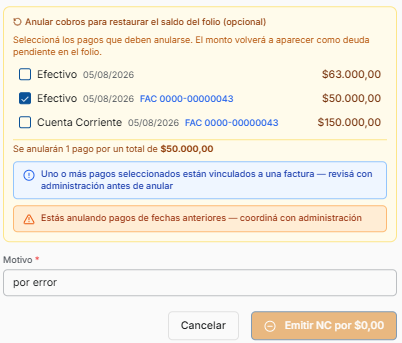 Anular cobros para restaurar el saldo del folio (opcional)
Seleccioná los pagos que deben anularse. El monto volverá a aparecer como deuda
pendiente en el folio.
Efectivo 05/08/2026 $63.000,00
Efectivo 05/08/2026 FAC 0000-00000043 $50.000,00
Cuenta Corriente 05/08/2026 FAC 0000-00000043 $150.000,00
Se anularán 1 pago por un total de $50.000,00
Uno o más pagos seleccionados están vinculados a una factura — revisá con
administración antes de anular
Estás anulando pagos de fechas anteriores — coordiná con administración
Motivo *
por error
Cancelar Emitir NC por $0,00